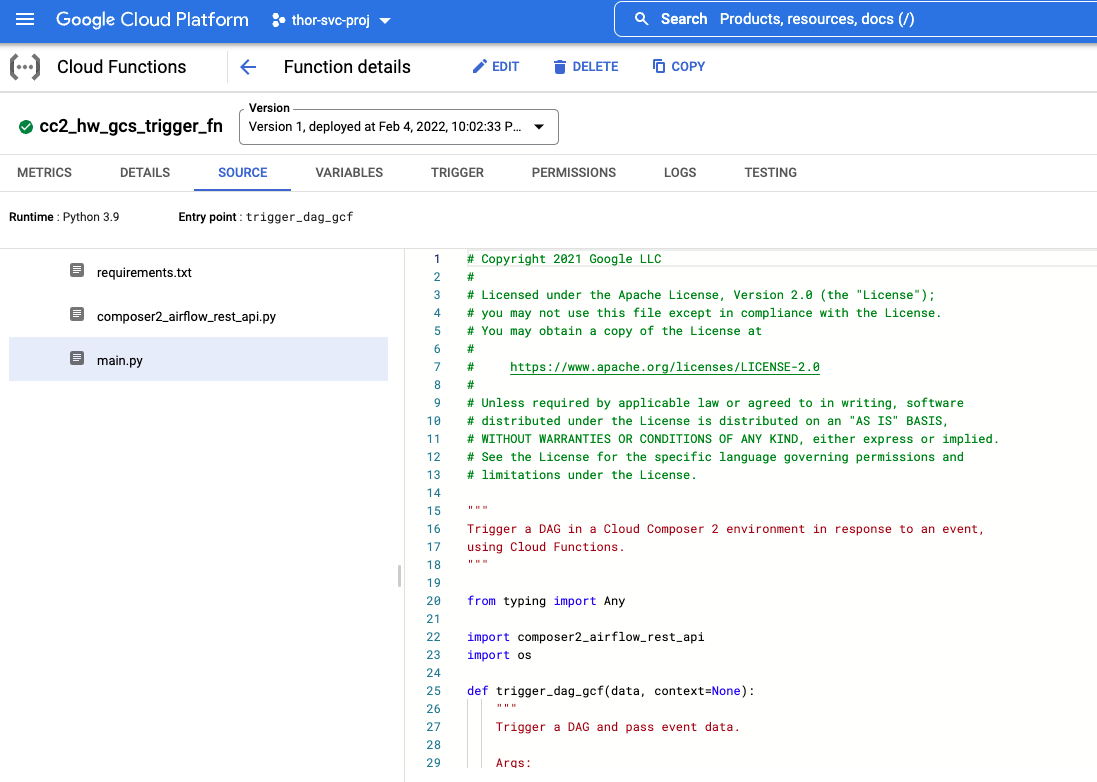 Google Cloud Platform thor-svc-proj Search Products, resources, docs (/)
Cloud Functions Function details EDIT DELETE COPY
Version
cc2_hw_gcs_trigger_fn Version 1, deployed at Feb 4, 2022, 10:02:33 P...
METRICS DETAILS SOURCE VARIABLES TRIGGER PERMISSIONS LOGS TESTING
Runtime : Python 3.9 Entry point : trigger_dag_gcf
requirements.txt
composer2_airflow_rest_api.py
main.py
1 # Copyright 2021 Google LLC
2 #
3 # Licensed under the Apache License, Version 2.0 (the "License");
4 # you may not use this file except in compliance with the License.
5 # You may obtain a copy of the License at
6 #
7 #     https://www.apache.org/licenses/LICENSE-2.0
8 #
9 # Unless required by applicable law or agreed to in writing, software
10 # distributed under the License is distributed on an "AS IS" BASIS,
11 # WITHOUT WARRANTIES OR CONDITIONS OF ANY KIND, either express or implied.
12 # See the License for the specific language governing permissions and
13 # limitations under the License.
14
15 """
16 Trigger a DAG in a Cloud Composer 2 environment in response to an event,
17 using Cloud Functions.
18 """
19
20 from typing import Any
21
22 import composer2_airflow_rest_api
23 import os
24
25 def trigger_dag_gcf(data, context=None):
26     """
27     Trigger a DAG and pass event data.
28
29     Args: